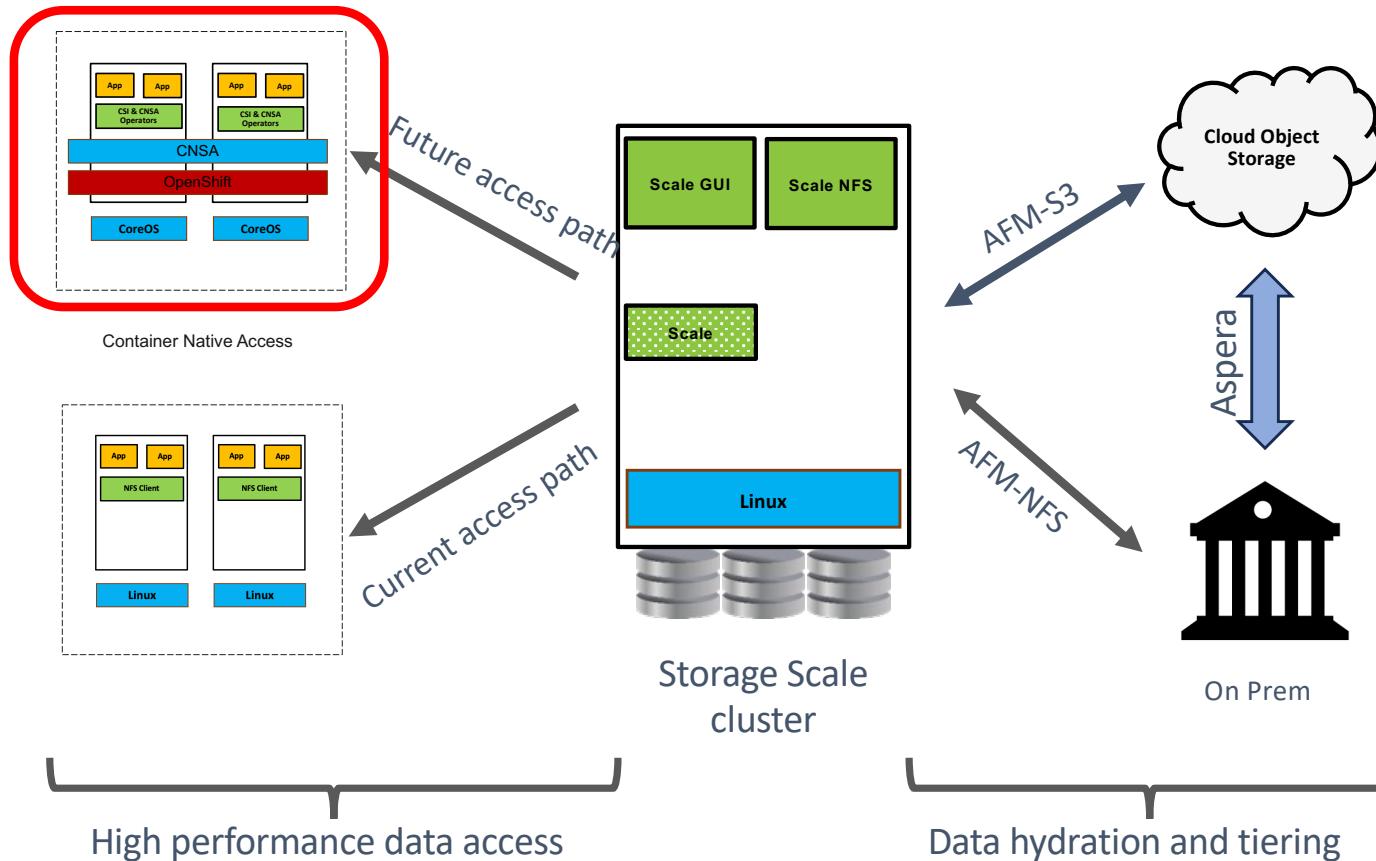 App
App
App
App
CSI & CNSA
Operators
CSI & CNSA
Operators
CNSA
OpenShift
CoreOS
CoreOS
Container Native Access
App
App
App
App
NFS Client
NFS Client
Linux
Linux
Future access path
Current access path
Scale GUI
Scale NFS
Scale
Linux
Storage Scale
cluster
AFM-S3
AFM-NFS
Cloud Object
Storage
Aspera
On Prem
High performance data access
Data hydration and tiering